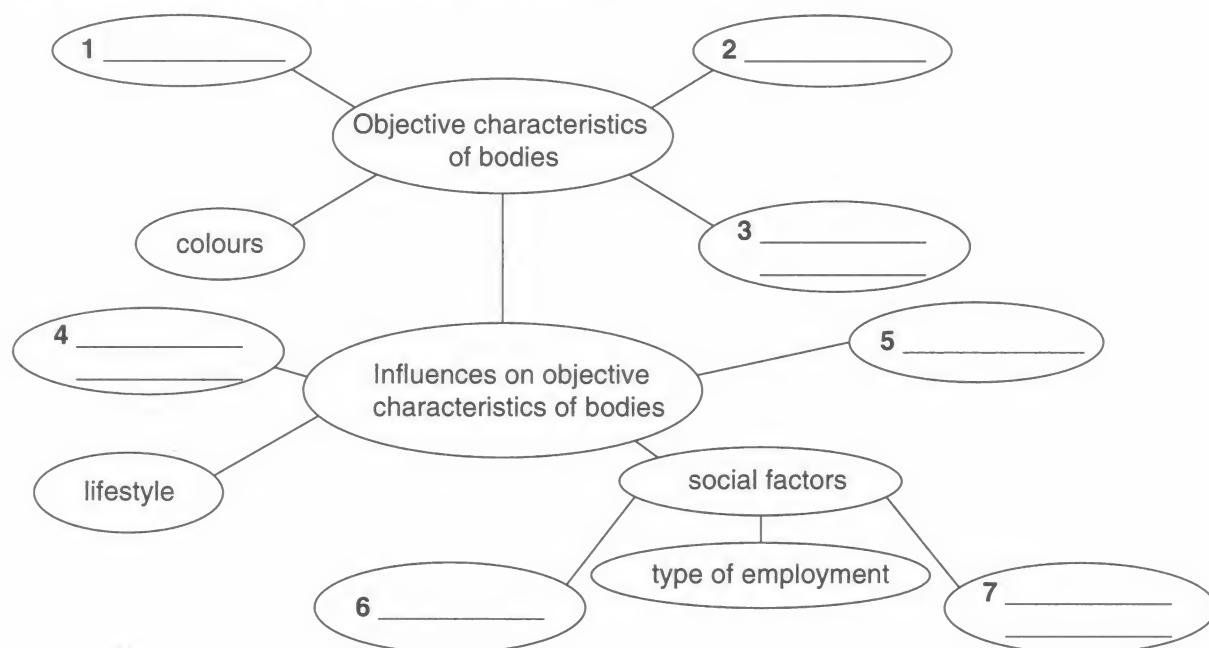 1
2
Objective characteristics
of bodies
colours
3
4
5
Influences on objective
characteristics of bodies
lifestyle
social factors
type of employment
6
7